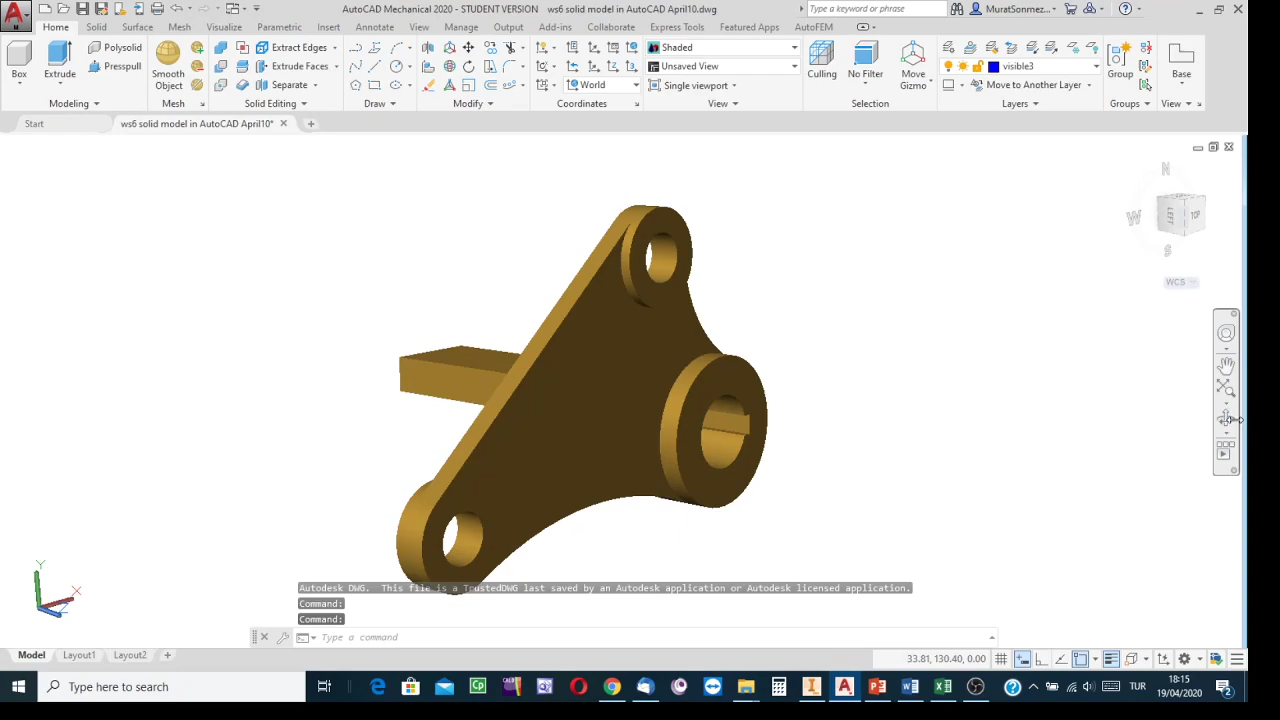 AutoCAD Mechanical 2020 - STUDENT VERSION ws6 solid model in AutoCAD April10.dwg
Type a keyword or phrase
MuratSonmez...
Home Solid Surface Mesh Visualize Parametric Insert Annotate View Manage Output Add-ins Collaborate Express Tools Featured Apps AutoFEM
Box
Extrude
Polysolid
Presspull
Modeling
Smooth
Object
Mesh
Extract Edges
Extrude Faces
Separate
Solid Editing
Draw
Modify
World
Coordinates
Shaded
Unsaved View
Single viewport
View
Culling
No Filter
Move
Gizmo
Selection
visible3
Move to Another Layer
Layers
Group
Groups
Base
View
Start
ws6 solid model in AutoCAD April10*
N
W
S
TOP
S
WCS
Y
X
Z
Autodesk DWG. This file is a TrustedDWG last saved by an Autodesk application or Autodesk licensed application.
Command:
Command:
Type a command
Model Layout1 Layout2
33.81, 130.40, 0.00
Type here to search
TUR
18:15
19/04/2020
2